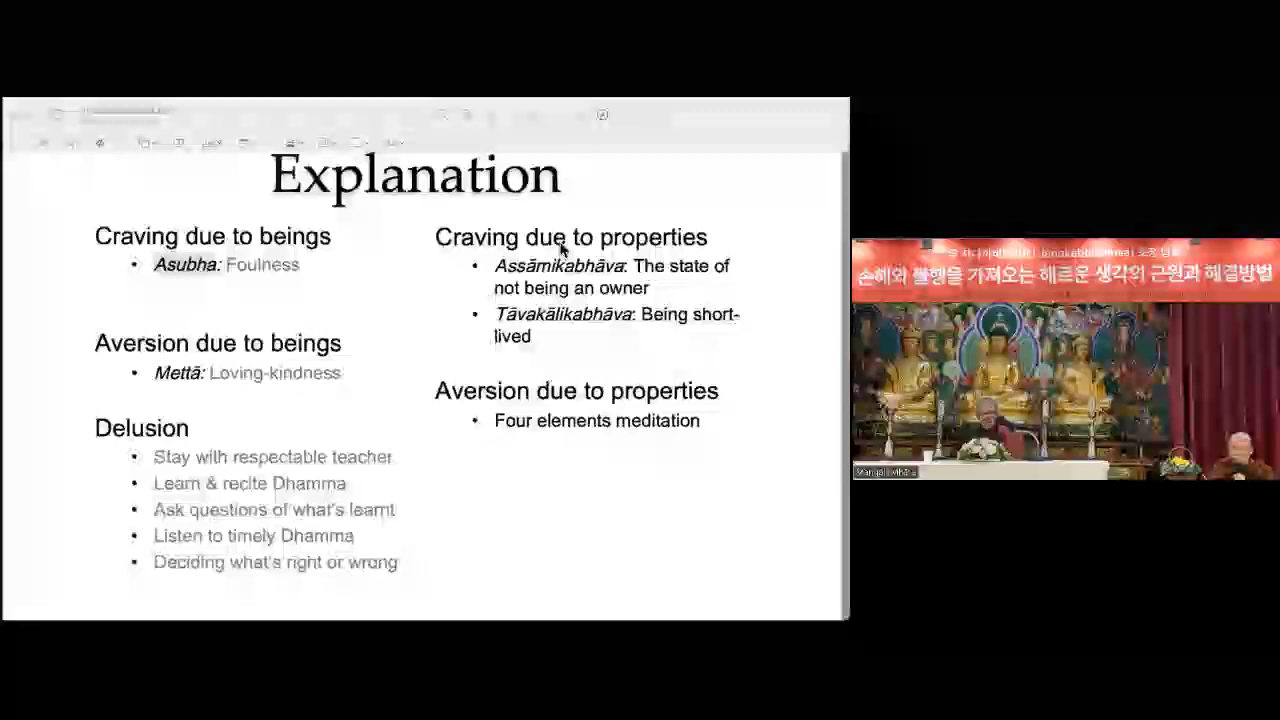 Explanation
Craving due to beings
• Asubha: Foulness
Aversion due to beings
• Mettā: Loving-kindness
Delusion
• Stay with respectable teacher
• Learn & recite Dhamma
• Ask questions of what's learnt
• Listen to timely Dhamma
• Deciding what's right or wrong
Craving due to properties
• Assāmikabhāva: The state of
not being an owner
• Tāvakālikabhāva: Being short-
lived
Aversion due to properties
• Four elements meditation
손해와 불행을 가져오는 해로운 생각의 근원과 해결방법